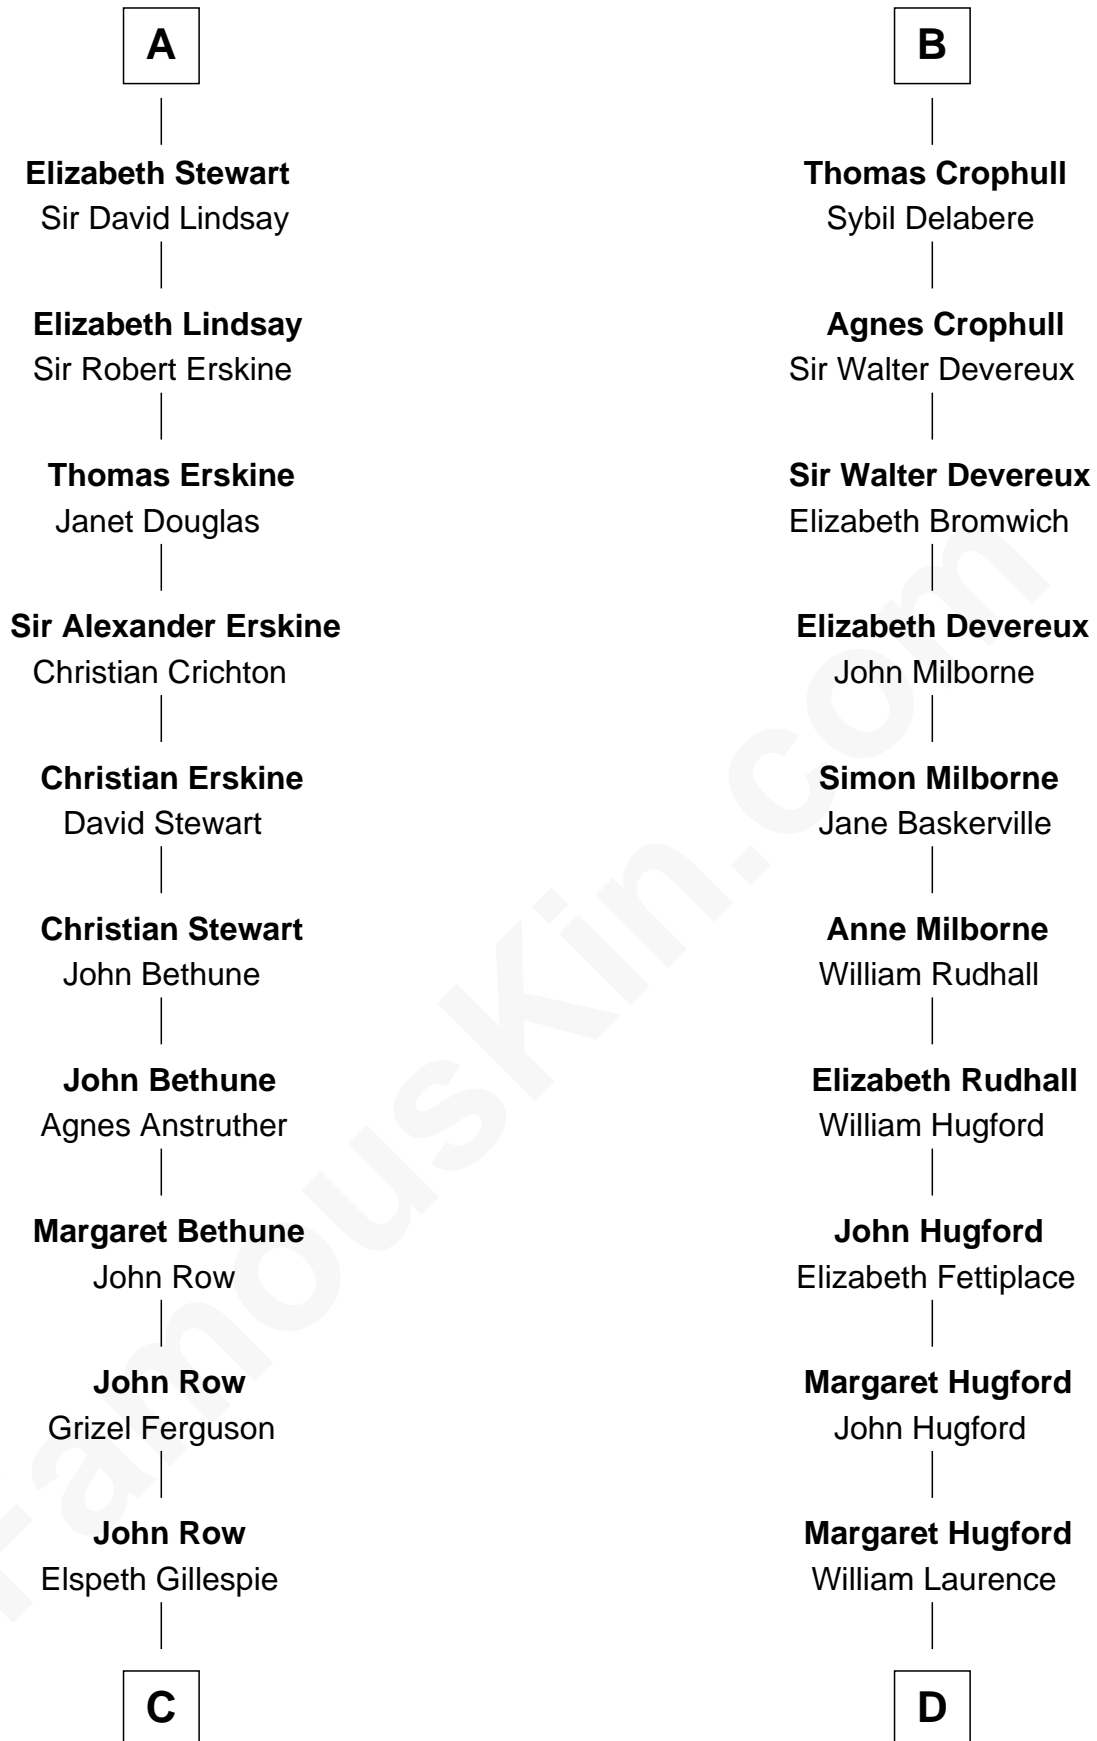 A
Elizabeth Stewart
Sir David Lindsay
Elizabeth Lindsay
Sir Robert Erskine
Thomas Erskine
Janet Douglas
Sir Alexander Erskine
Christian Crichton
Christian Erskine
David Stewart
Christian Stewart
John Bethune
John Bethune
Agnes Anstruther
Margaret Bethune
John Row
John Row
Grizel Ferguson
John Row
Elspeth Gillespie
C
B
Thomas Crophull
Sybil Delabere
Agnes Crophull
Sir Walter Devereux
Sir Walter Devereux
Elizabeth Bromwich
Elizabeth Devereux
John Milborne
Simon Milborne
Jane Baskerville
Anne Milborne
William Rudhall
Elizabeth Rudhall
William Hugford
John Hugford
Elizabeth Fettiplace
Margaret Hugford
John Hugford
Margaret Hugford
William Laurence
D
FamousKin.com